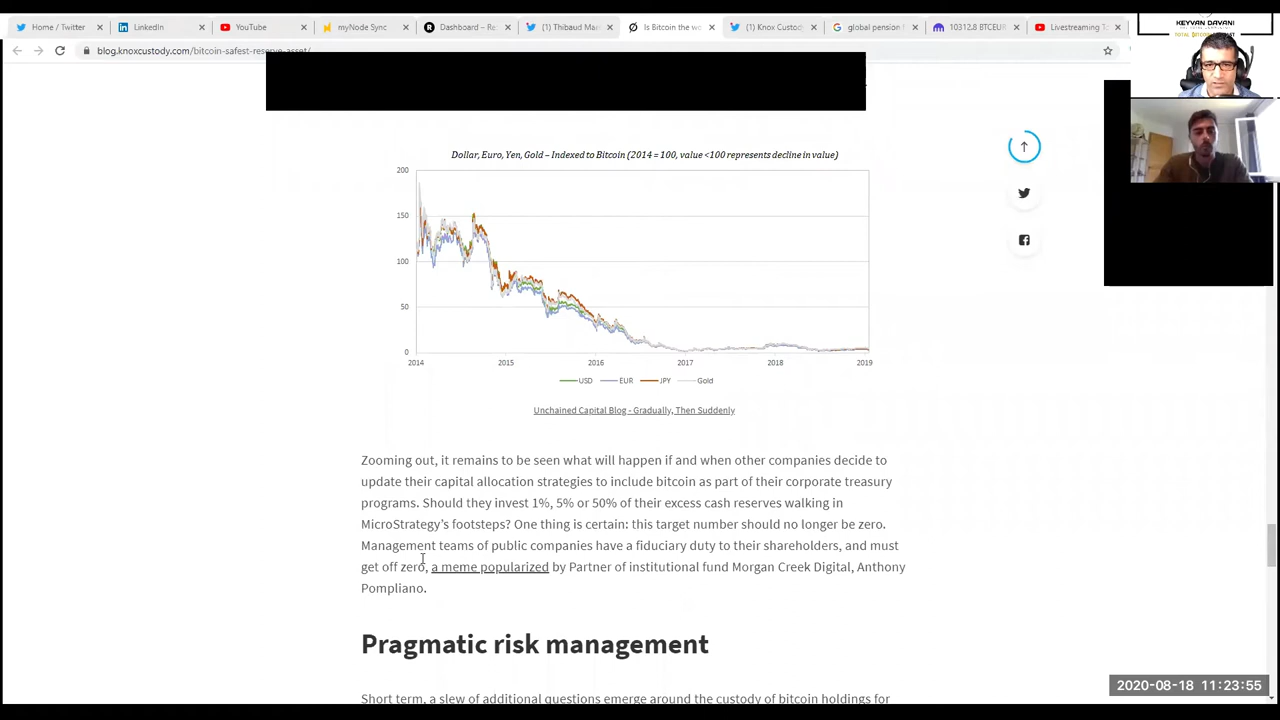 Home / Twitter
LinkedIn
YouTube
myNode Sync
Dashboard – Re
(1) Thibaud Mar
Is Bitcoin the wo
(1) Knox Custod
global pension f
10312.8 BTCEUR
Livestreaming To
KEYVAN DAVANI
blog.knoxcustody.com/bitcoin-safest-reserve-asset/
Dollar, Euro, Yen, Gold – Indexed to Bitcoin (2014 = 100, value <100 represents decline in value)
200
150
100
50
0
2014 2015 2016 2017 2018 2019
USD EUR JPY Gold
Unchained Capital Blog - Gradually, Then Suddenly
Zooming out, it remains to be seen what will happen if and when other companies decide to
update their capital allocation strategies to include bitcoin as part of their corporate treasury
programs. Should they invest 1%, 5% or 50% of their excess cash reserves walking in
MicroStrategy's footsteps? One thing is certain: this target number should no longer be zero.
Management teams of public companies have a fiduciary duty to their shareholders, and must
get off zero, a meme popularized by Partner of institutional fund Morgan Creek Digital, Anthony
Pompliano.
Pragmatic risk management
Short term, a slew of additional questions emerge around the custody of bitcoin holdings for
2020-08-18 11:23:55